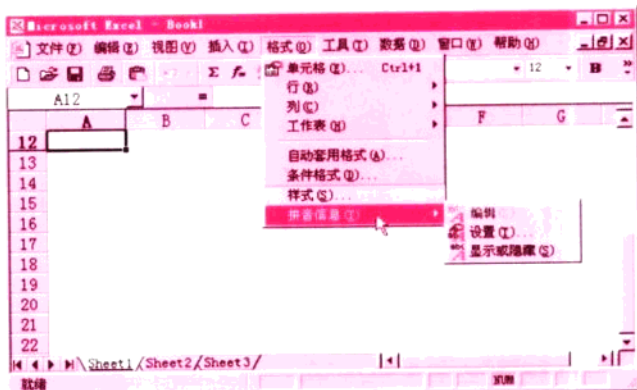 Microsoft Excel - Book1
文件(F) 编辑(E) 视图(V) 插入(I) 格式(O) 工具(T) 数据(D) 窗口(W) 帮助(H)
Σ f 12 B
A12 =
A B C F G
单元格(E)... Ctrl+1
行(R)
列(C)
工作表(H)
自动套用格式(A)...
条件格式(D)...
样式(S)...
拼音信息(I)
编辑(E)
设置(T)...
显示或隐藏(S)
12
13
14
15
16
17
18
19
20
21
22
Sheet1 Sheet2 Sheet3
就绪 NUM